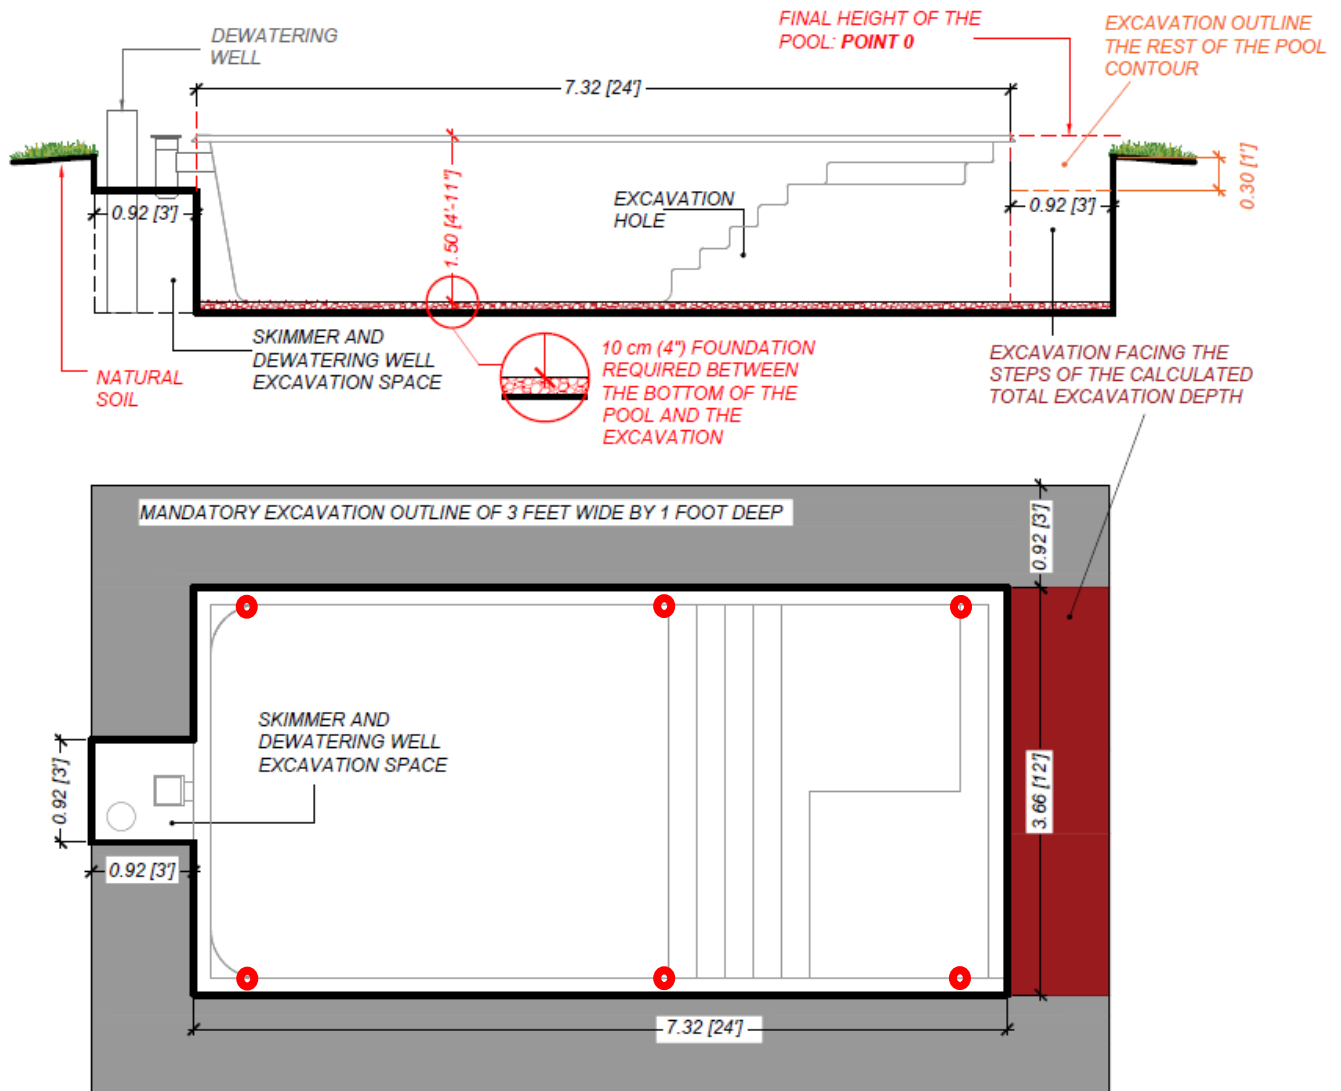 DEWATERING
WELL
FINAL HEIGHT OF THE
POOL: POINT 0
EXCAVATION OUTLINE
THE REST OF THE POOL
CONTOUR
7.32 [24']
0.30 [1']
0.92 [3']
1.50 [4'-11"]
EXCAVATION
HOLE
0.92 [3']
NATURAL
SOIL
SKIMMER AND
DEWATERING WELL
EXCAVATION SPACE
10 cm (4") FOUNDATION
REQUIRED BETWEEN
THE BOTTOM OF THE
POOL AND THE
EXCAVATION
EXCAVATION FACING THE
STEPS OF THE CALCULATED
TOTAL EXCAVATION DEPTH
MANDATORY EXCAVATION OUTLINE OF 3 FEET WIDE BY 1 FOOT DEEP
0.92 [3']
SKIMMER AND
DEWATERING WELL
EXCAVATION SPACE
0.92 [3']
3.66 [12']
0.92 [3']
7.32 [24']